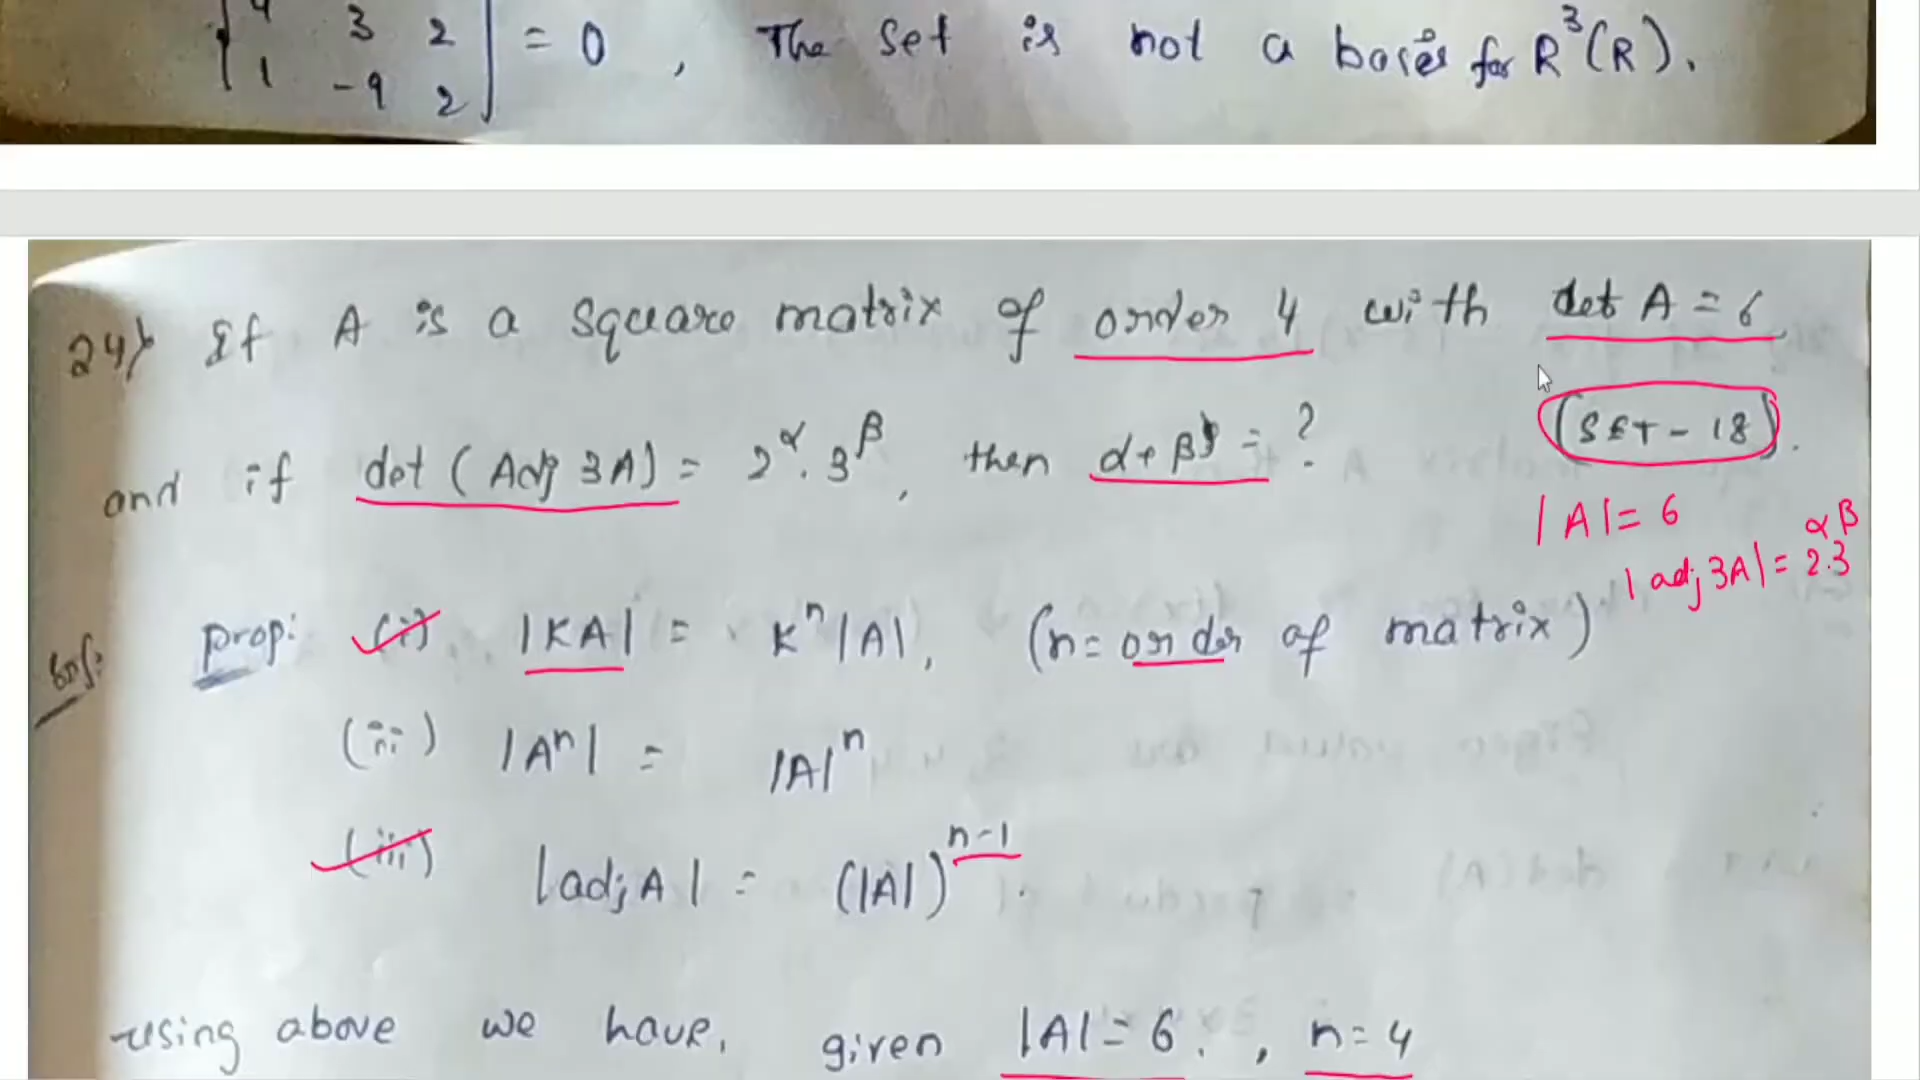 4 3 2
1 -9 2 = 0 , The set is not a basis for R³(R).
24) If A is a square matrix of order 4 with det A = 6
and if det (Adj 3A) = 2^α . 3^β , then α + β = ? (SET - 18).
|A| = 6
|adj 3A| = 2^α.3^β
Sol: prop: (i) |KA| = K^n |A|, (n = order of matrix)
(ii) |A^n| = |A|^n
(iii) |adj A| = (|A|)^{n-1}.
using above we have, given |A| = 6. , n = 4